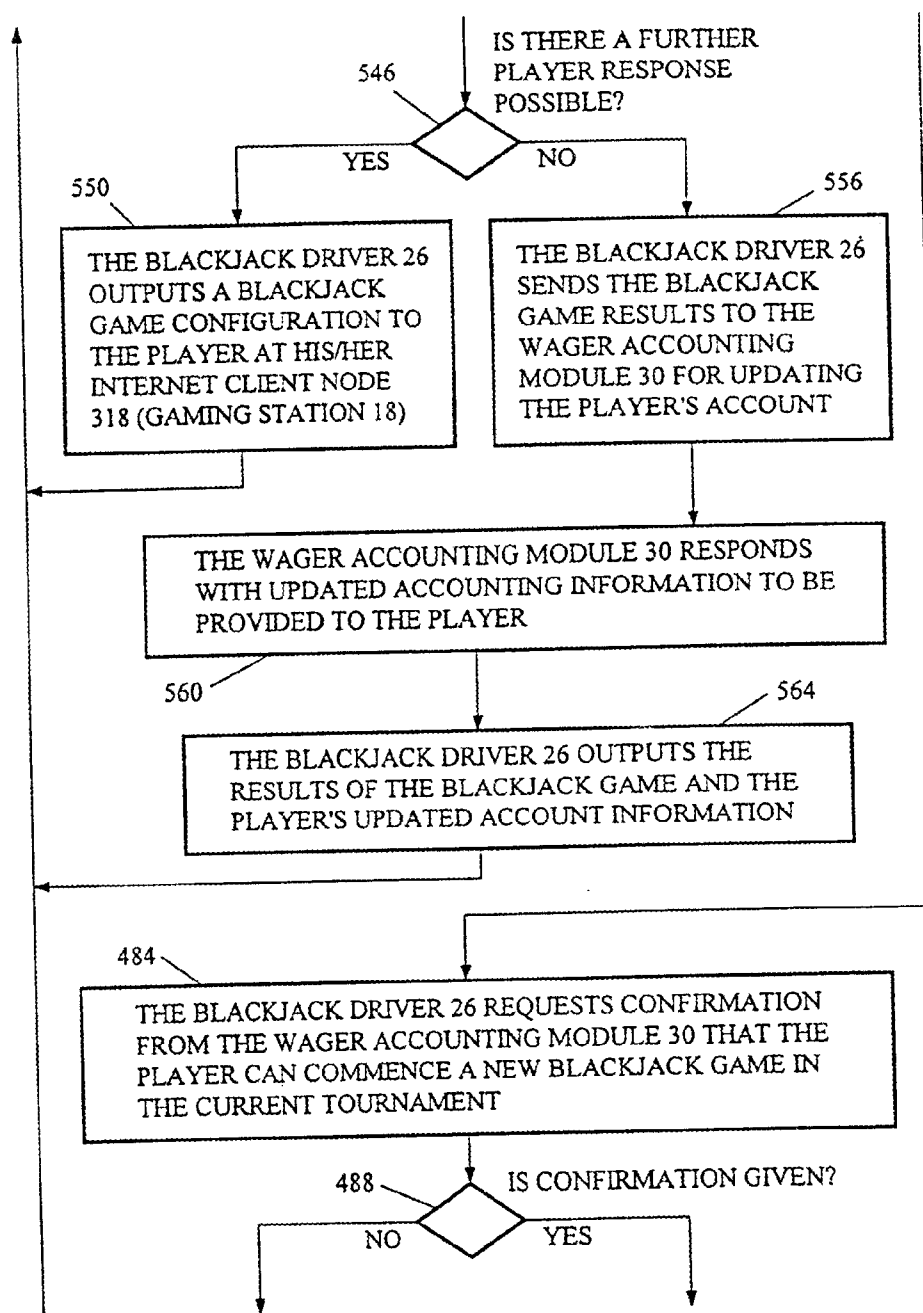 IS THERE A FURTHER
PLAYER RESPONSE
POSSIBLE?
546
YES
NO
550
556
THE BLACKJACK DRIVER 26
OUTPUTS A BLACKJACK
GAME CONFIGURATION TO
THE PLAYER AT HIS/HER
INTERNET CLIENT NODE
318 (GAMING STATION 18)
THE BLACKJACK DRIVER 26
SENDS THE BLACKJACK
GAME RESULTS TO THE
WAGER ACCOUNTING
MODULE 30 FOR UPDATING
THE PLAYER'S ACCOUNT
THE WAGER ACCOUNTING MODULE 30 RESPONDS
WITH UPDATED ACCOUNTING INFORMATION TO BE
PROVIDED TO THE PLAYER
560
564
THE BLACKJACK DRIVER 26 OUTPUTS THE
RESULTS OF THE BLACKJACK GAME AND THE
PLAYER'S UPDATED ACCOUNT INFORMATION
484
THE BLACKJACK DRIVER 26 REQUESTS CONFIRMATION
FROM THE WAGER ACCOUNTING MODULE 30 THAT THE
PLAYER CAN COMMENCE A NEW BLACKJACK GAME IN
THE CURRENT TOURNAMENT
488
IS CONFIRMATION GIVEN?
NO
YES